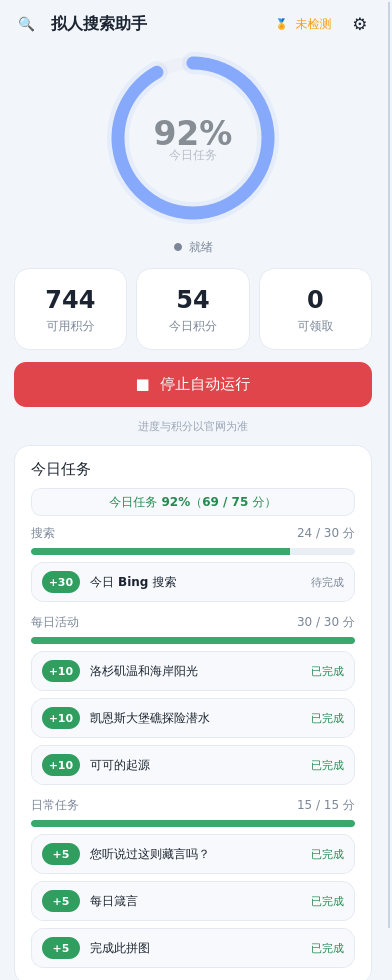 拟人搜索助手
未检测
92%
今日任务
就绪
744
可用积分
54
今日积分
0
可领取
停止自动运行
进度与积分以官网为准
今日任务
今日任务 92%（69 / 75 分）
搜索 24 / 30 分
+30 今日 Bing 搜索 待完成
每日活动 30 / 30 分
+10 洛杉矶温和海岸阳光 已完成
+10 凯恩斯大堡礁探险潜水 已完成
+10 可可的起源 已完成
日常任务 15 / 15 分
+5 您听说过这则藏言吗？ 已完成
+5 每日箴言 已完成
+5 完成此拼图 已完成